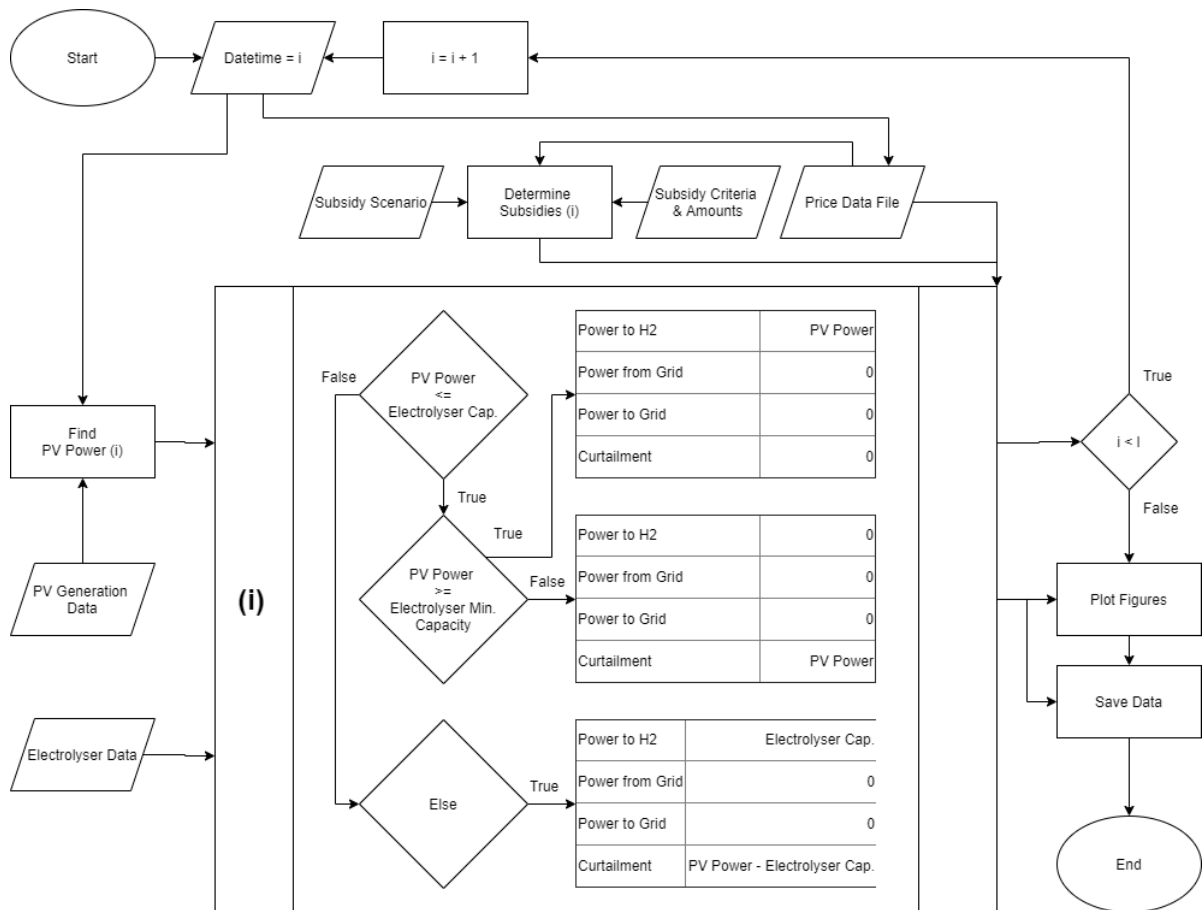 Start
Datetime = i
i = i + 1
Subsidy Scenario
Determine
Subsidies (i)
Subsidy Criteria
& Amounts
Price Data File
Find
PV Power (i)
PV Generation
Data
Electrolyser Data
(i)
False
PV Power
<=
Electrolyser Cap.
True
True
PV Power
>=
Electrolyser Min.
Capacity
False
Else
True
Power to H2 PV Power
Power from Grid 0
Power to Grid 0
Curtailment 0
Power to H2 0
Power from Grid 0
Power to Grid 0
Curtailment PV Power
Power to H2 Electrolyser Cap.
Power from Grid 0
Power to Grid 0
Curtailment PV Power - Electrolyser Cap.
True
i < I
False
Plot Figures
Save Data
End